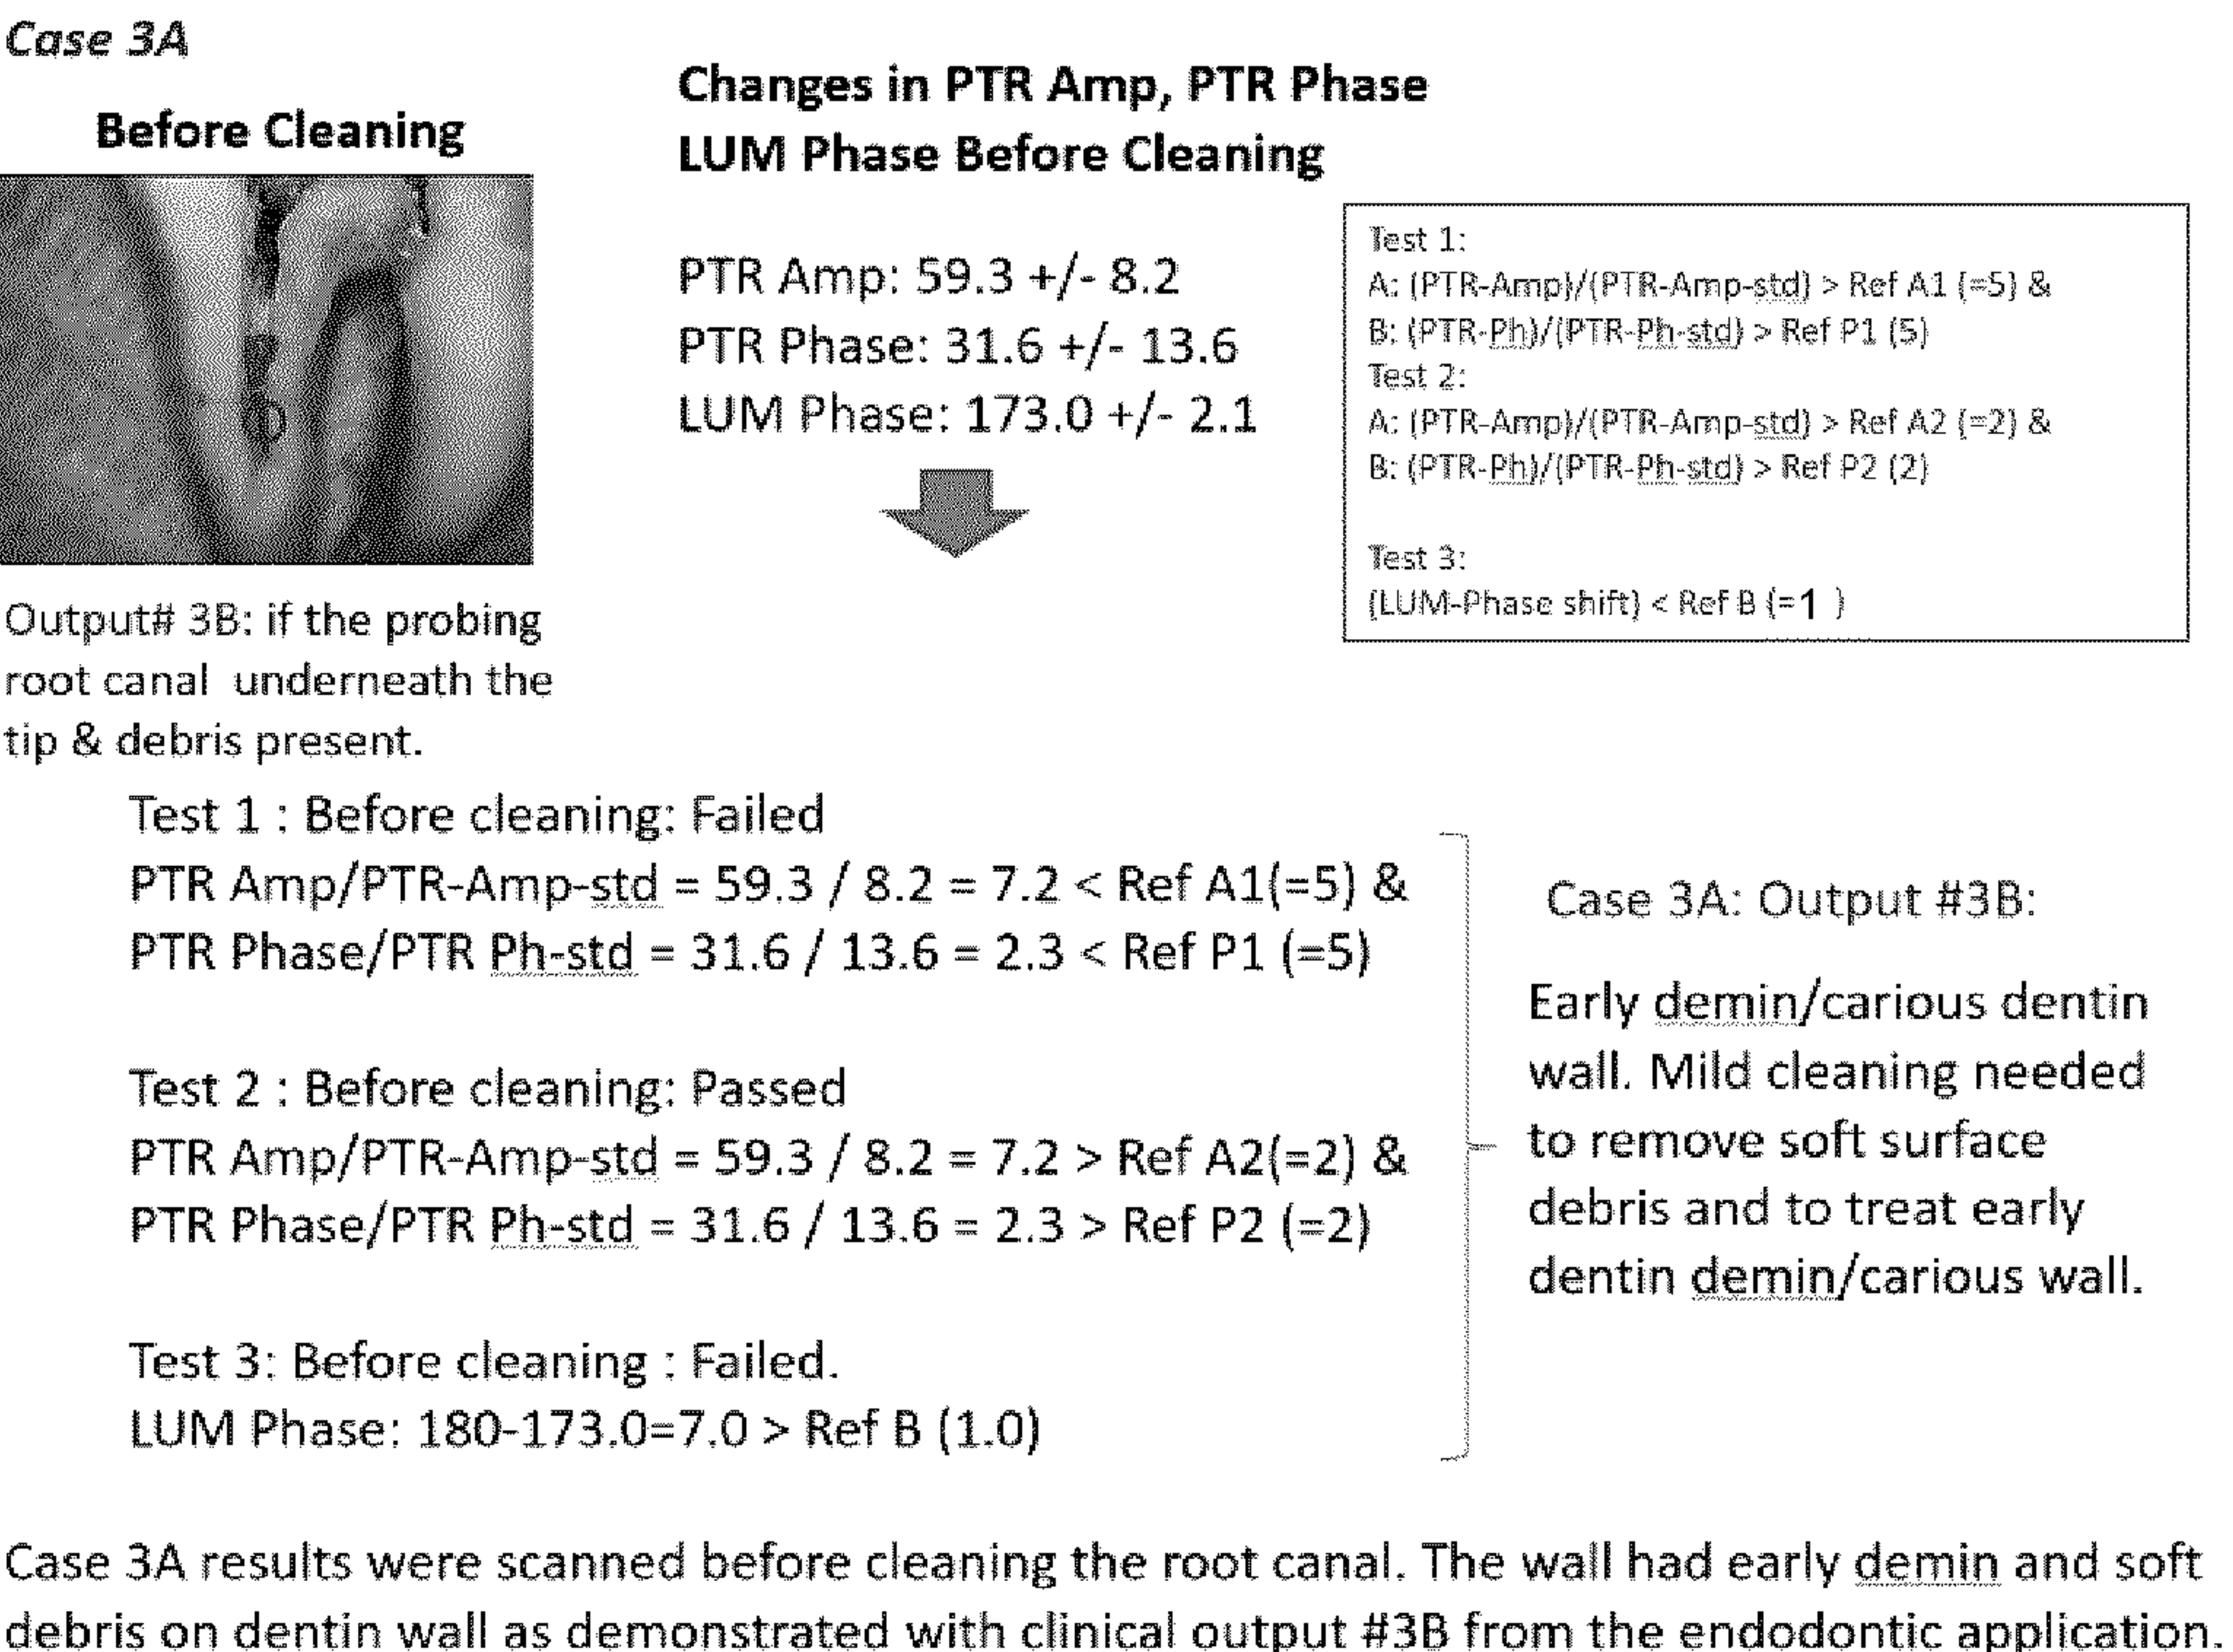 Case 3A
Before Cleaning
Changes in PTR Amp, PTR Phase
LUM Phase Before Cleaning
PTR Amp: 59.3 +/- 8.2
PTR Phase: 31.6 +/- 13.6
LUM Phase: 173.0 +/- 2.1
Test 1:
A: (PTR-Amp)/(PTR-Amp-std) > Ref A1 (=5) &
B: (PTR-Ph)/(PTR-Ph-std) > Ref P1 (5)
Test 2:
A: (PTR-Amp)/(PTR-Amp-std) > Ref A2 (=2) &
B: (PTR-Ph)/(PTR-Ph-std) > Ref P2 (2)
Test 3:
(LUM-Phase shift) < Ref B (=1 )
Output# 3B: if the probing
root canal underneath the
tip & debris present.
Test 1 : Before cleaning: Failed
PTR Amp/PTR-Amp-std = 59.3 / 8.2 = 7.2 < Ref A1(=5) &
PTR Phase/PTR Ph-std = 31.6 / 13.6 = 2.3 < Ref P1 (=5)
Test 2 : Before cleaning: Passed
PTR Amp/PTR-Amp-std = 59.3 / 8.2 = 7.2 > Ref A2(=2) &
PTR Phase/PTR Ph-std = 31.6 / 13.6 = 2.3 > Ref P2 (=2)
Test 3: Before cleaning : Failed.
LUM Phase: 180-173.0=7.0 > Ref B (1.0)
Case 3A: Output #3B:
Early demin/carious dentin
wall. Mild cleaning needed
to remove soft surface
debris and to treat early
dentin demin/carious wall.
Case 3A results were scanned before cleaning the root canal. The wall had early demin and soft
debris on dentin wall as demonstrated with clinical output #3B from the endodontic application.